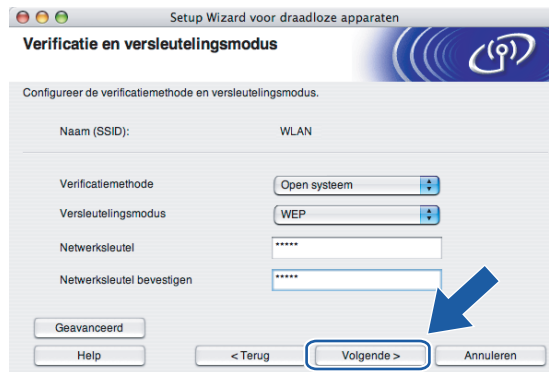 Setup Wizard voor draadloze apparaten
Verificatie en versleutelingsmodus
Configureer de verificatiemethode en versleutelingsmodus.
Naam (SSID): WLAN
Verificatiemethode Open systeem
Versleutelingsmodus WEP
Netwerksleutel *****
Netwerksleutel bevestigen *****
Geavanceerd
Help < Terug Volgende > Annuleren